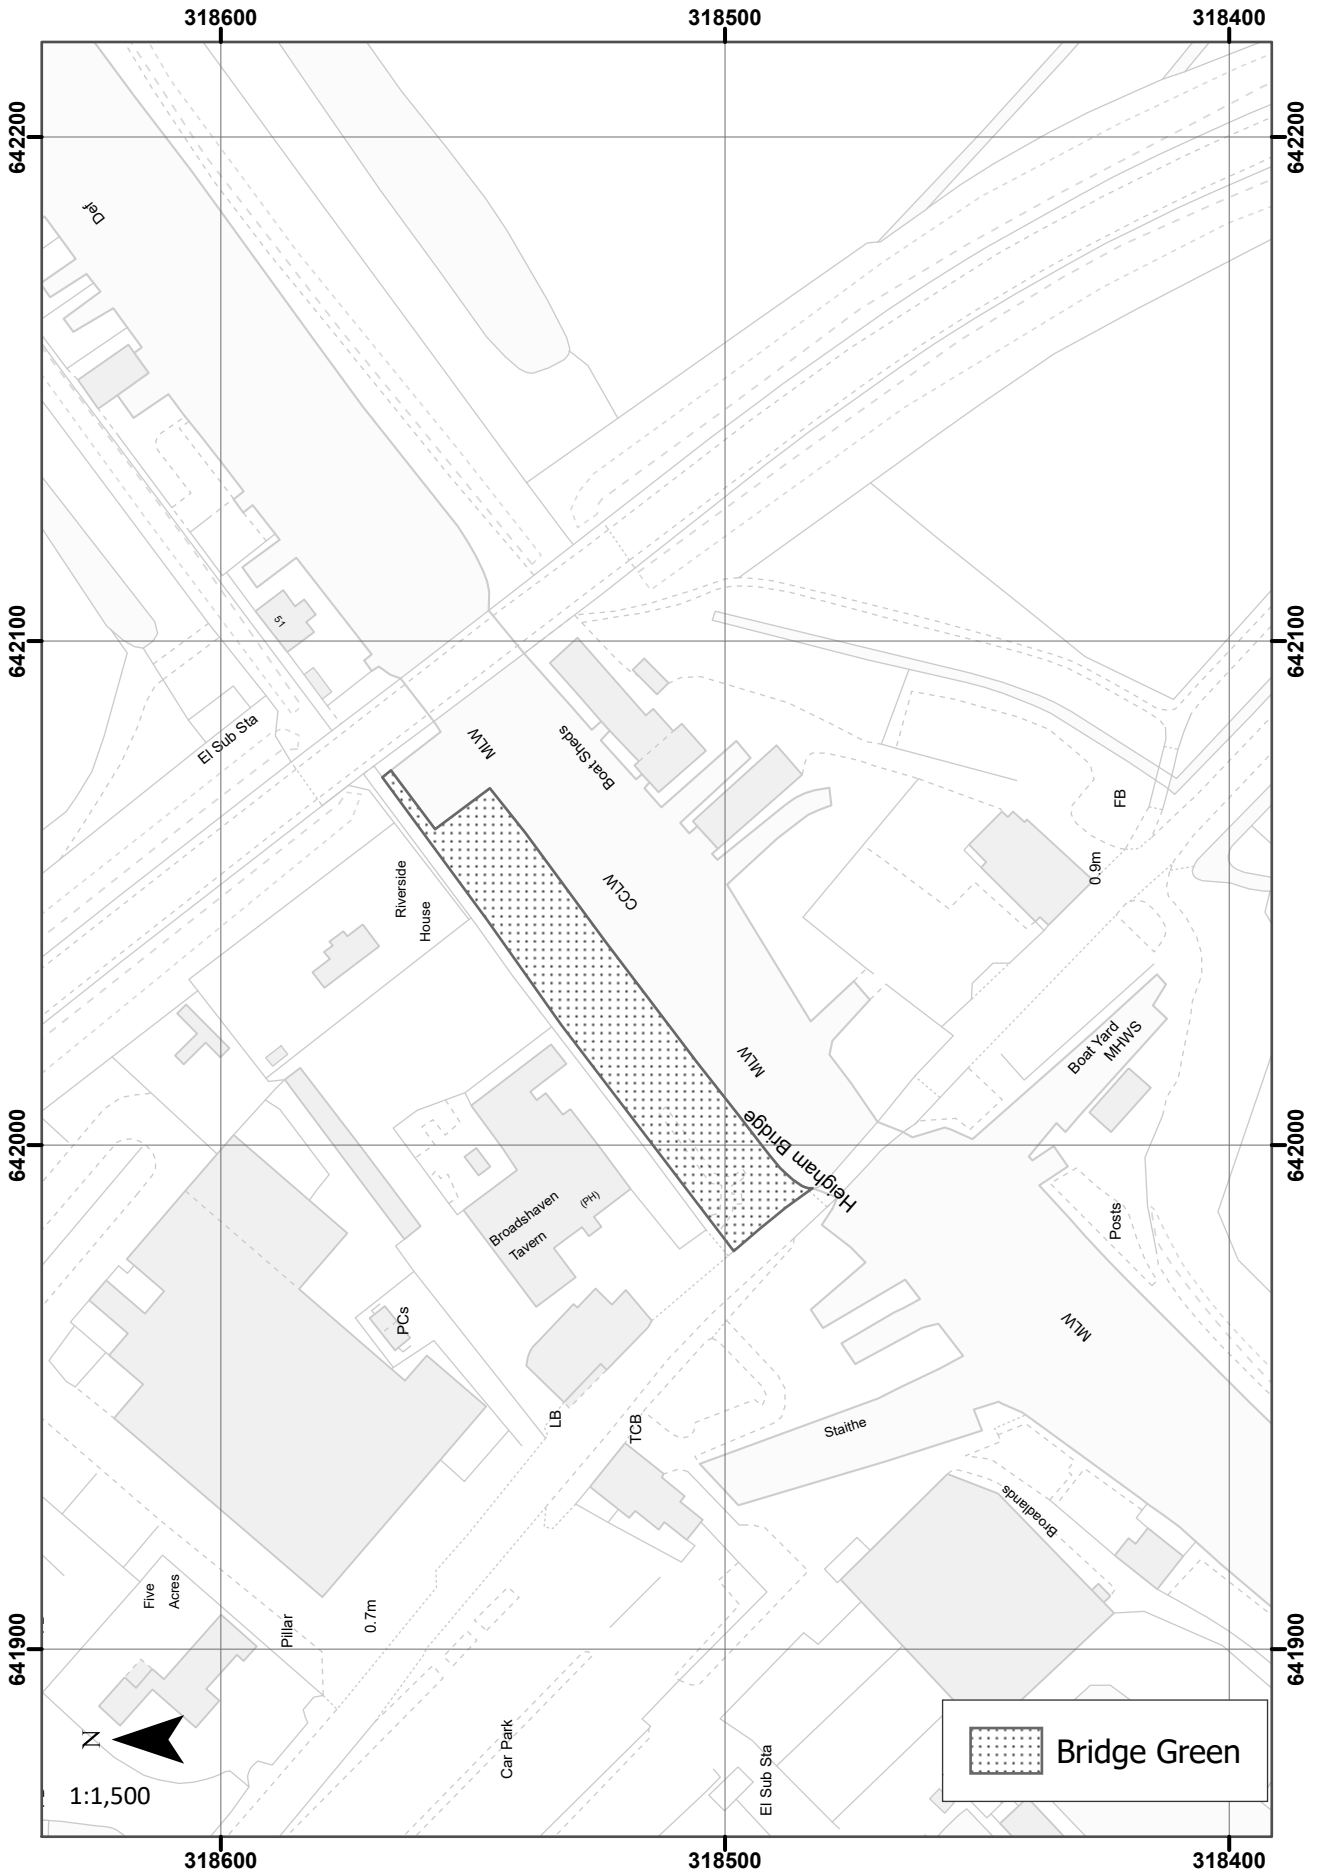 318600
318500
318400
642200
642200
Def
642100
642100
51
El Sub Sta
MLW
Boat Sheds
FB
Riverside
House
CCLW
0.9m
MLW
Boat Yard
MHWS
642000
642000
Heigham Bridge
Broadshaven
Tavern
(PH)
Posts
PCs
MLW
LB
TCB
Staithe
Broadlands
Five
Acres
Pillar
0.7m
641900
641900
N
Car Park
El Sub Sta
Bridge Green
1:1,500
318600
318500
318400